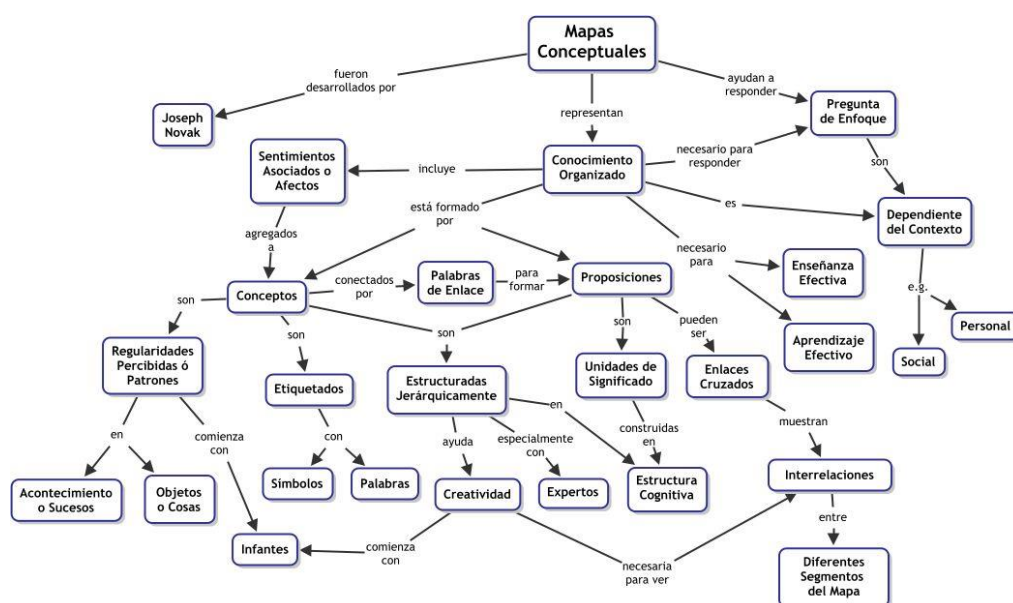 Mapas
Conceptuales
fueron
desarrollados por
ayudan a
responder
representan
Joseph
Novak
Pregunta
de Enfoque
Sentimientos
Asociados o
Afectos
incluye
Conocimiento
Organizado
necesario para
responder
son
es
está formado
por
Dependiente
del Contexto
agregados
a
necesario
para
Enseñanza
Efectiva
Conceptos
conectados
por
Palabras
de Enlace
para
formar
Proposiciones
e.g.
Personal
Social
Aprendizaje
Efectivo
son
son
son
son
pueden
ser
Regularidades
Percibidas ó
Patrones
Etiquetados
Estructuradas
Jerárquicamente
Unidades de
Significado
Enlaces
Cruzados
en
comienza
con
con
ayuda
especialmente
con
en
construidas
en
muestran
Acontecimiento
o Sucesos
Objetos
o Cosas
Símbolos
Palabras
Creatividad
Expertos
Estructura
Cognitiva
Interrelaciones
Infantes
comienza
con
necesaria
para ver
entre
Diferentes
Segmentos
del Mapa